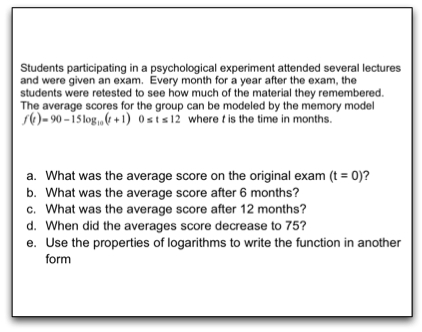 Students participating in a psychological experiment attended several lectures
and were given an exam. Every month for a year after the exam, the
students were retested to see how much of the material they remembered.
The average scores for the group can be modeled by the memory model
f(t)= 90 – 15 log₁₀(t + 1) 0 ≤ t ≤ 12 where t is the time in months.
a. What was the average score on the original exam (t = 0)?
b. What was the average score after 6 months?
c. What was the average score after 12 months?
d. When did the averages score decrease to 75?
e. Use the properties of logarithms to write the function in another
form